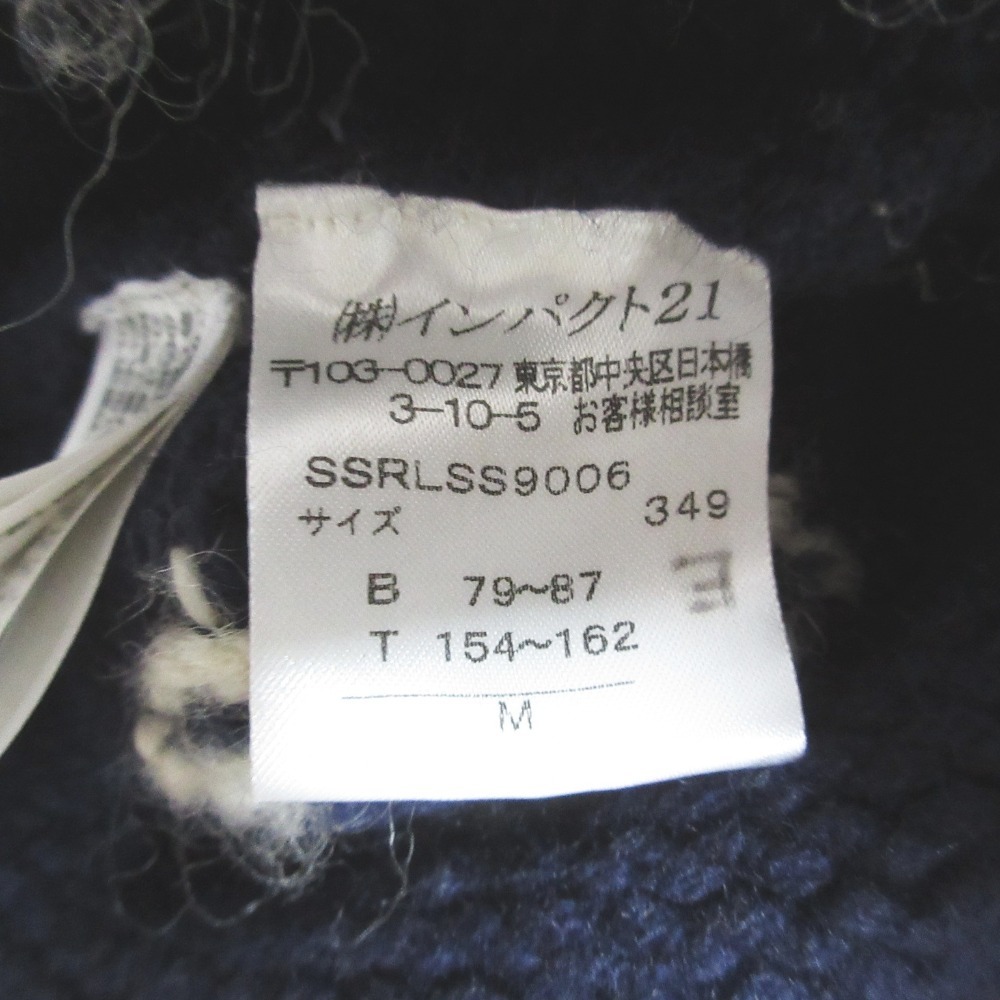 ㈱インパクト21
〒103-0027 東京都中央区日本橋
3-10-5 お客様相談室
SSRLSS9006
サイズ 349
B 79~87
T 154~162
M